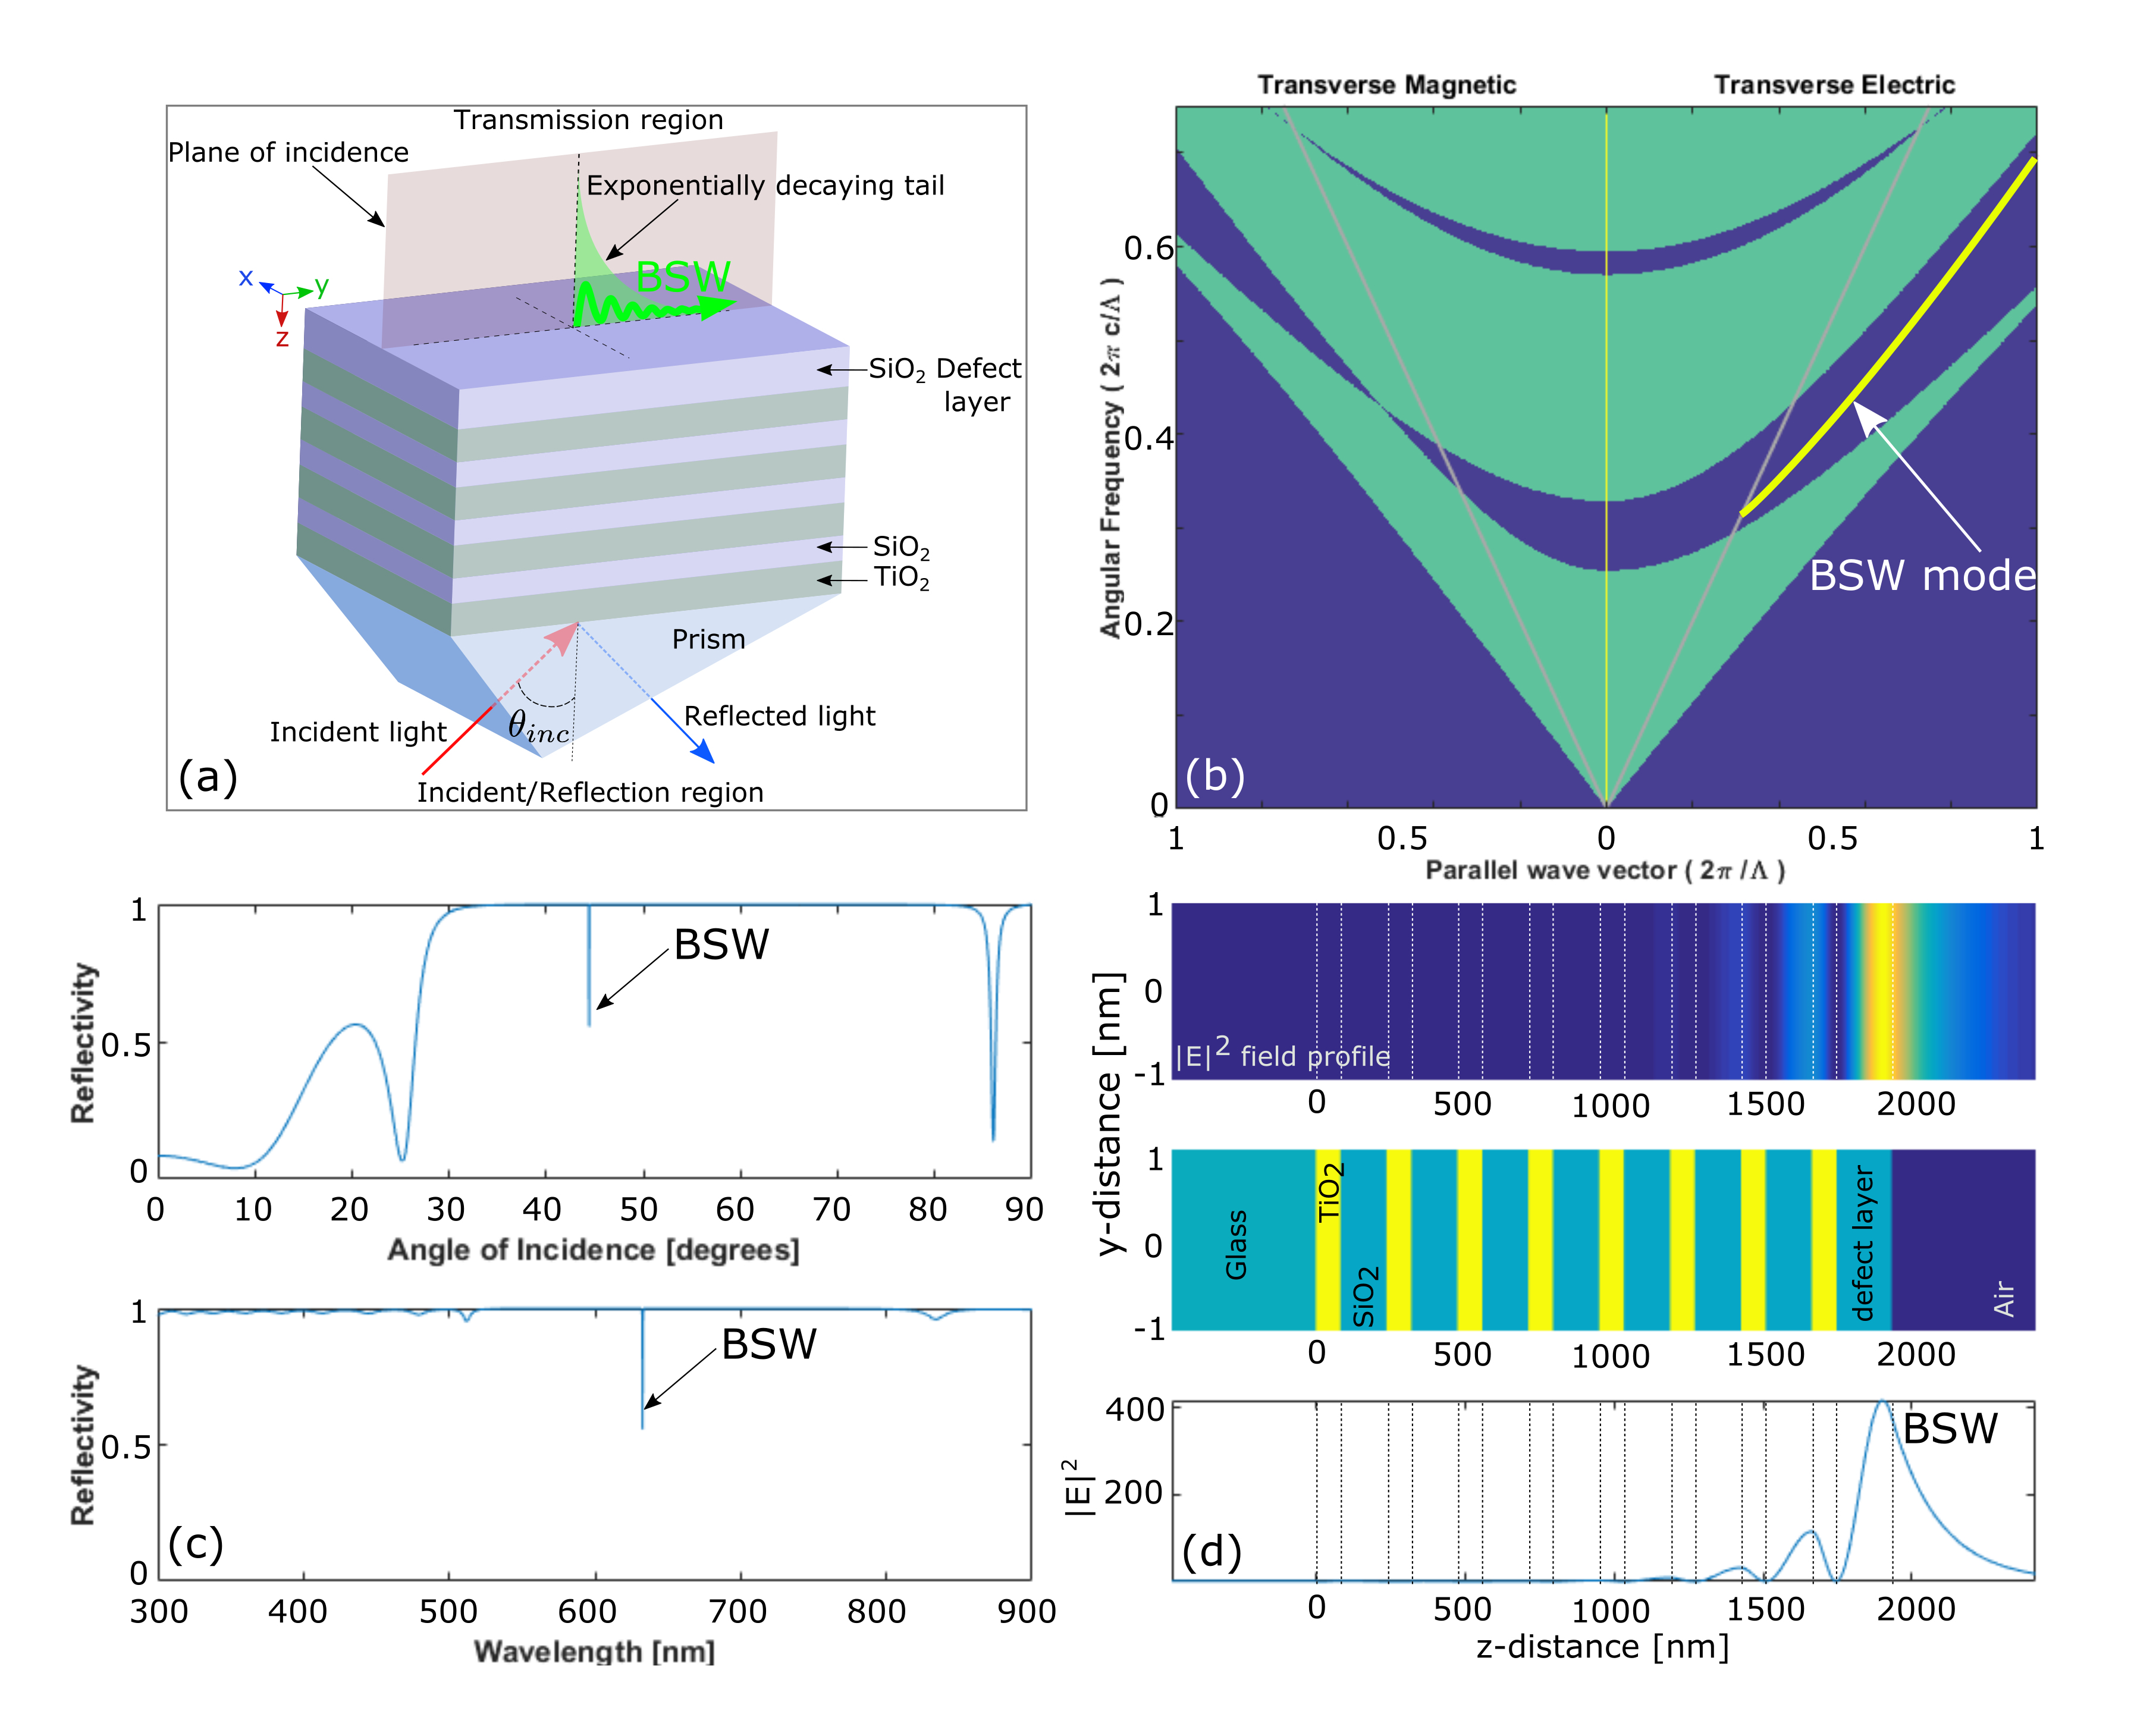 Transmission region
Plane of incidence
Exponentially decaying tail
BSW
x
y
z
SiO2 Defect
layer
SiO2
TiO2
Prism
Incident light
θinc
Reflected light
(a)
Incident/Reflection region
Transverse Magnetic
Transverse Electric
Angular Frequency ( 2π c/Λ )
0.6
0.4
0.2
0
BSW mode
(b)
1
0.5
0
0.5
1
Parallel wave vector ( 2π /Λ )
Reflectivity
1
0.5
0
BSW
0
10
20
30
40
50
60
70
80
90
Angle of Incidence [degrees]
Reflectivity
1
0.5
0
BSW
(c)
300
400
500
600
700
800
900
Wavelength [nm]
y-distance [nm]
1
0
-1
|E|2 field profile
0
500
1000
1500
2000
1
0
-1
Glass
TiO2
SiO2
defect layer
Air
0
500
1000
1500
2000
|E|2
400
200
BSW
(d)
0
500
1000
1500
2000
z-distance [nm]